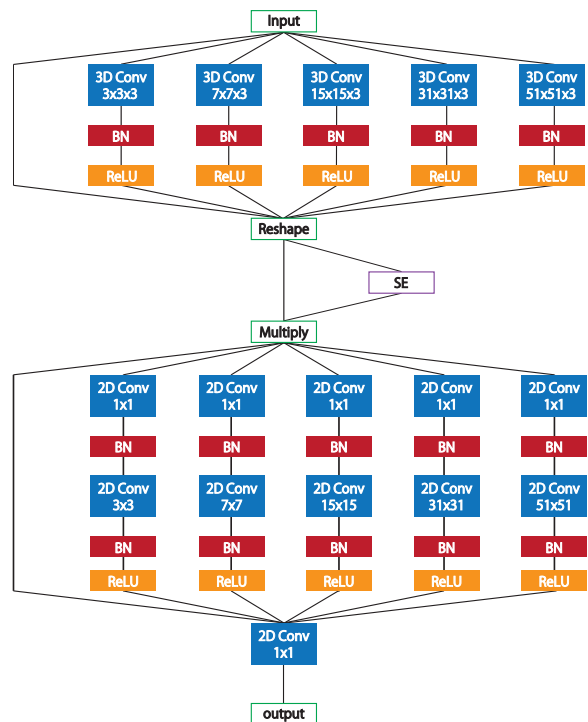 Input
3D Conv 3D Conv 3D Conv 3D Conv 3D Conv
3x3x3 7x7x3 15x15x3 31x31x3 51x51x3
BN BN BN BN BN
ReLU ReLU ReLU ReLU ReLU
Reshape
SE
Multiply
2D Conv 2D Conv 2D Conv 2D Conv 2D Conv
1x1 1x1 1x1 1x1 1x1
BN BN BN BN BN
2D Conv 2D Conv 2D Conv 2D Conv 2D Conv
3x3 7x7 15x15 31x31 51x51
BN BN BN BN BN
ReLU ReLU ReLU ReLU ReLU
2D Conv
1x1
output